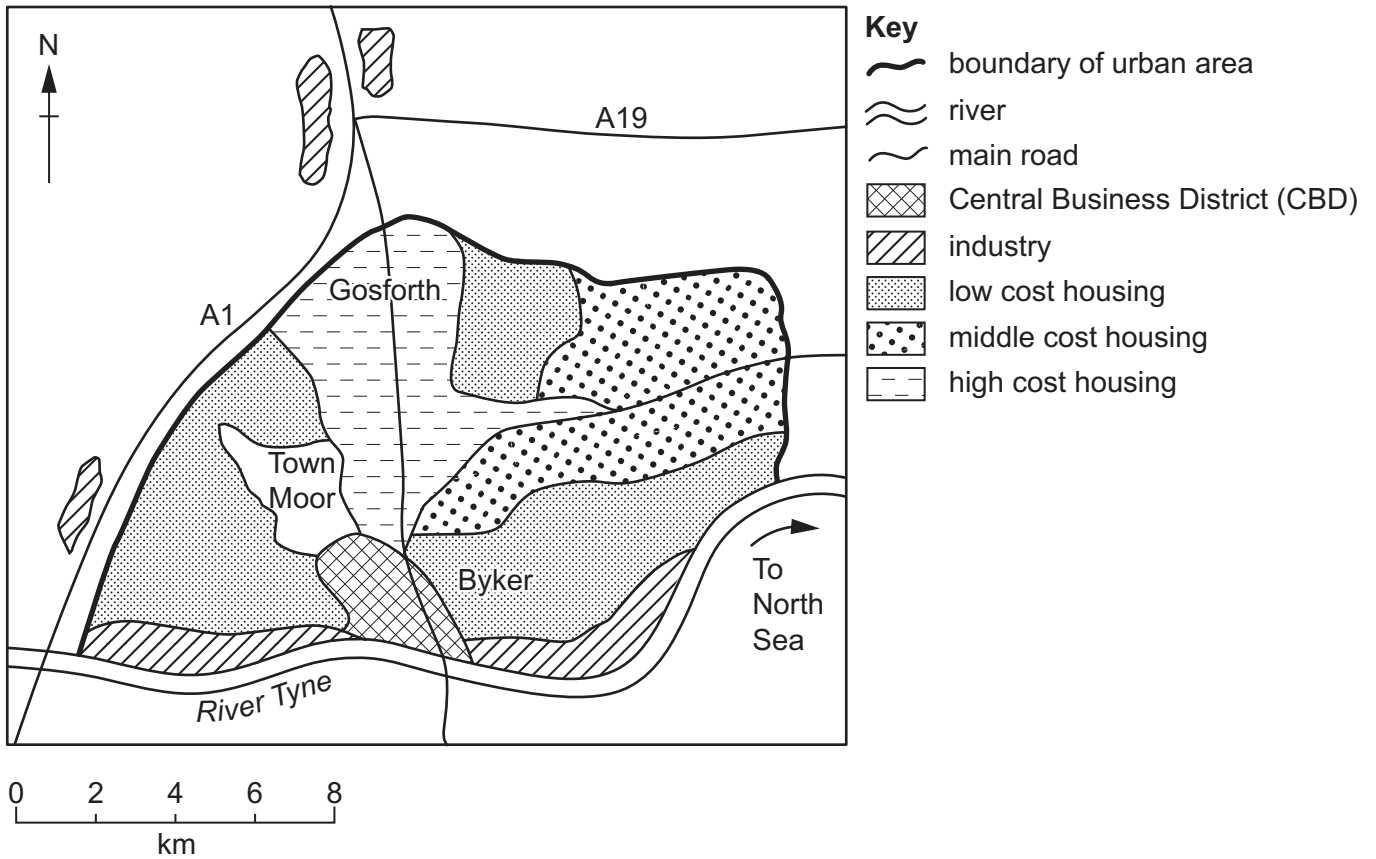 N
A19
Gosforth
A1
Town
Moor
Byker
To
North
Sea
River Tyne
0 2 4 6 8
km
Key
boundary of urban area
river
main road
Central Business District (CBD)
industry
low cost housing
middle cost housing
high cost housing